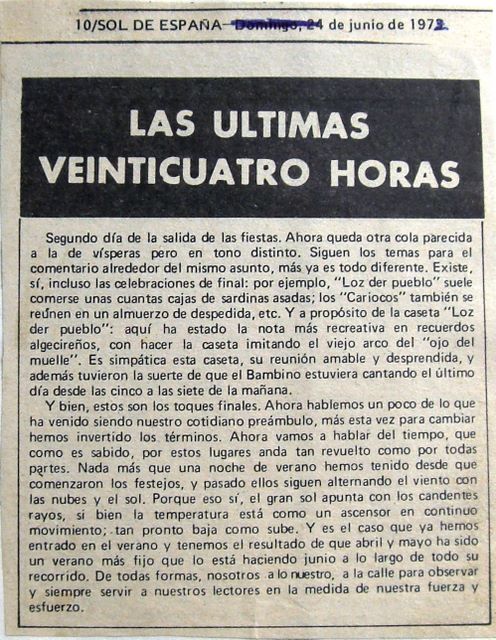 10/SOL DE ESPAÑA Domingo, 24 de junio de 1973
LAS ULTIMAS
VEINTICUATRO HORAS
Segundo día de la salida de las fiestas. Ahora queda otra cola parecida
a la de vísperas pero en tono distinto. Siguen los temas para el
comentario alrededor del mismo asunto, más ya es todo diferente. Existe,
sí, incluso las celebraciones de final: por ejemplo, "Loz der pueblo" suele
comerse unas cuantas cajas de sardinas asadas; los "Cariocos" también se
reúnen en un almuerzo de despedida, etc. Y a propósito de la caseta "Loz
der pueblo": aquí ha estado la nota más recreativa en recuerdos
algecireños, con hacer la caseta imitando el viejo arco del "ojo del
muelle". Es simpática esta caseta, su reunión amable y desprendida, y
además tuvieron la suerte de que el Bambino estuviera cantando el último
día desde las cinco a las siete de la mañana.
Y bien, estos son los toques finales. Ahora hablemos un poco de lo que
ha venido siendo nuestro cotidiano preámbulo, más esta vez para cambiar
hemos invertido los términos. Ahora vamos a hablar del tiempo, que
como es sabido, por estos lugares anda tan revuelto como por todas
partes. Nada más que una noche de verano hemos tenido desde que
comenzaron los festejos, y pasado ellos siguen alternando el viento con
las nubes y el sol. Porque eso sí, el gran sol apunta con los candentes
rayos, si bien la temperatura está como un ascensor en continuo
movimiento; tan pronto baja como sube. Y es el caso que ya hemos
entrado en el verano y tenemos el resultado de que abril y mayo ha sido
un verano más fijo que lo está haciendo junio a lo largo de todo su
recorrido. De todas formas, nosotros a lo nuestro, a la calle para observar
y siempre servir a nuestros lectores en la medida de nuestra fuerza y
esfuerzo.